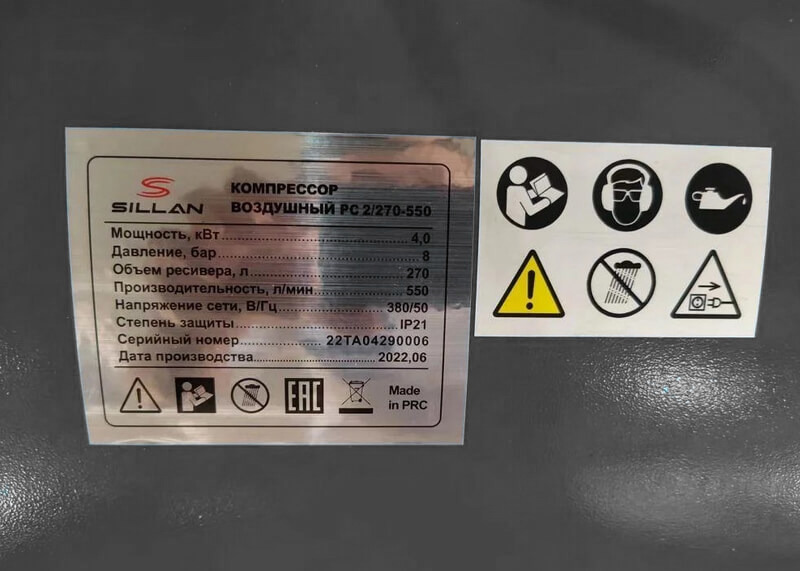 SILLAN
КОМПРЕССОР
ВОЗДУШНЫЙ РС 2/270-550
Мощность, кВт 4,0
Давление, бар 8
Объем ресивера, л 270
Производительность, л/мин 550
Напряжение сети, В/Гц 380/50
Степень защиты IP21
Серийный номер 22TA04290006
Дата производства 2022,06
EAC
Made
in PRC